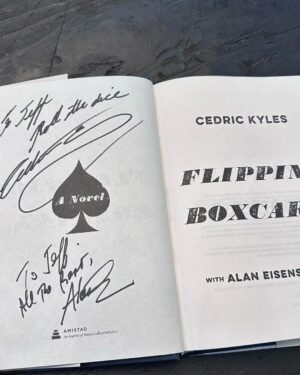 To Jeff
Roll the dice
A Novel
To Jeff.
All The Best,
Alan
AMISTAD
CEDRIC KYLES
FLIPPIN
BOXCAR
WITH ALAN EISENS